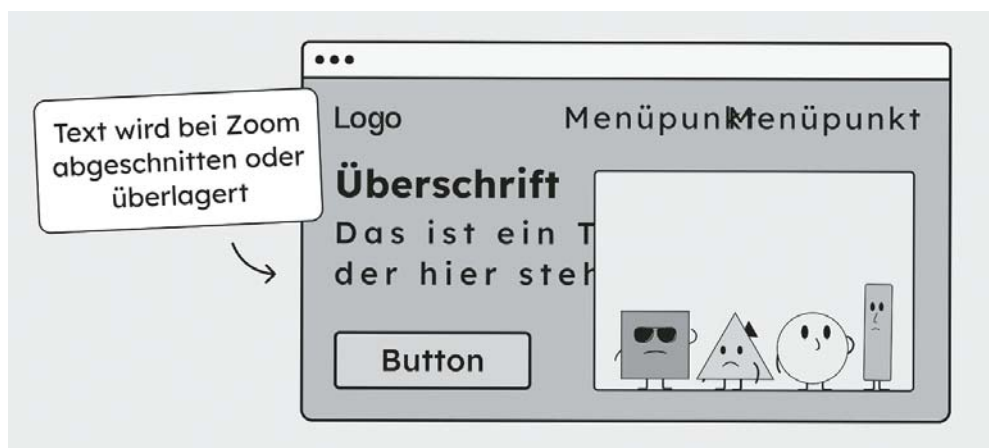 Text wird bei Zoom
abgeschnitten oder
überlagert
Logo
Menüpunkt Menüpunkt
Überschrift
Das ist ein T
der hier steh
Button